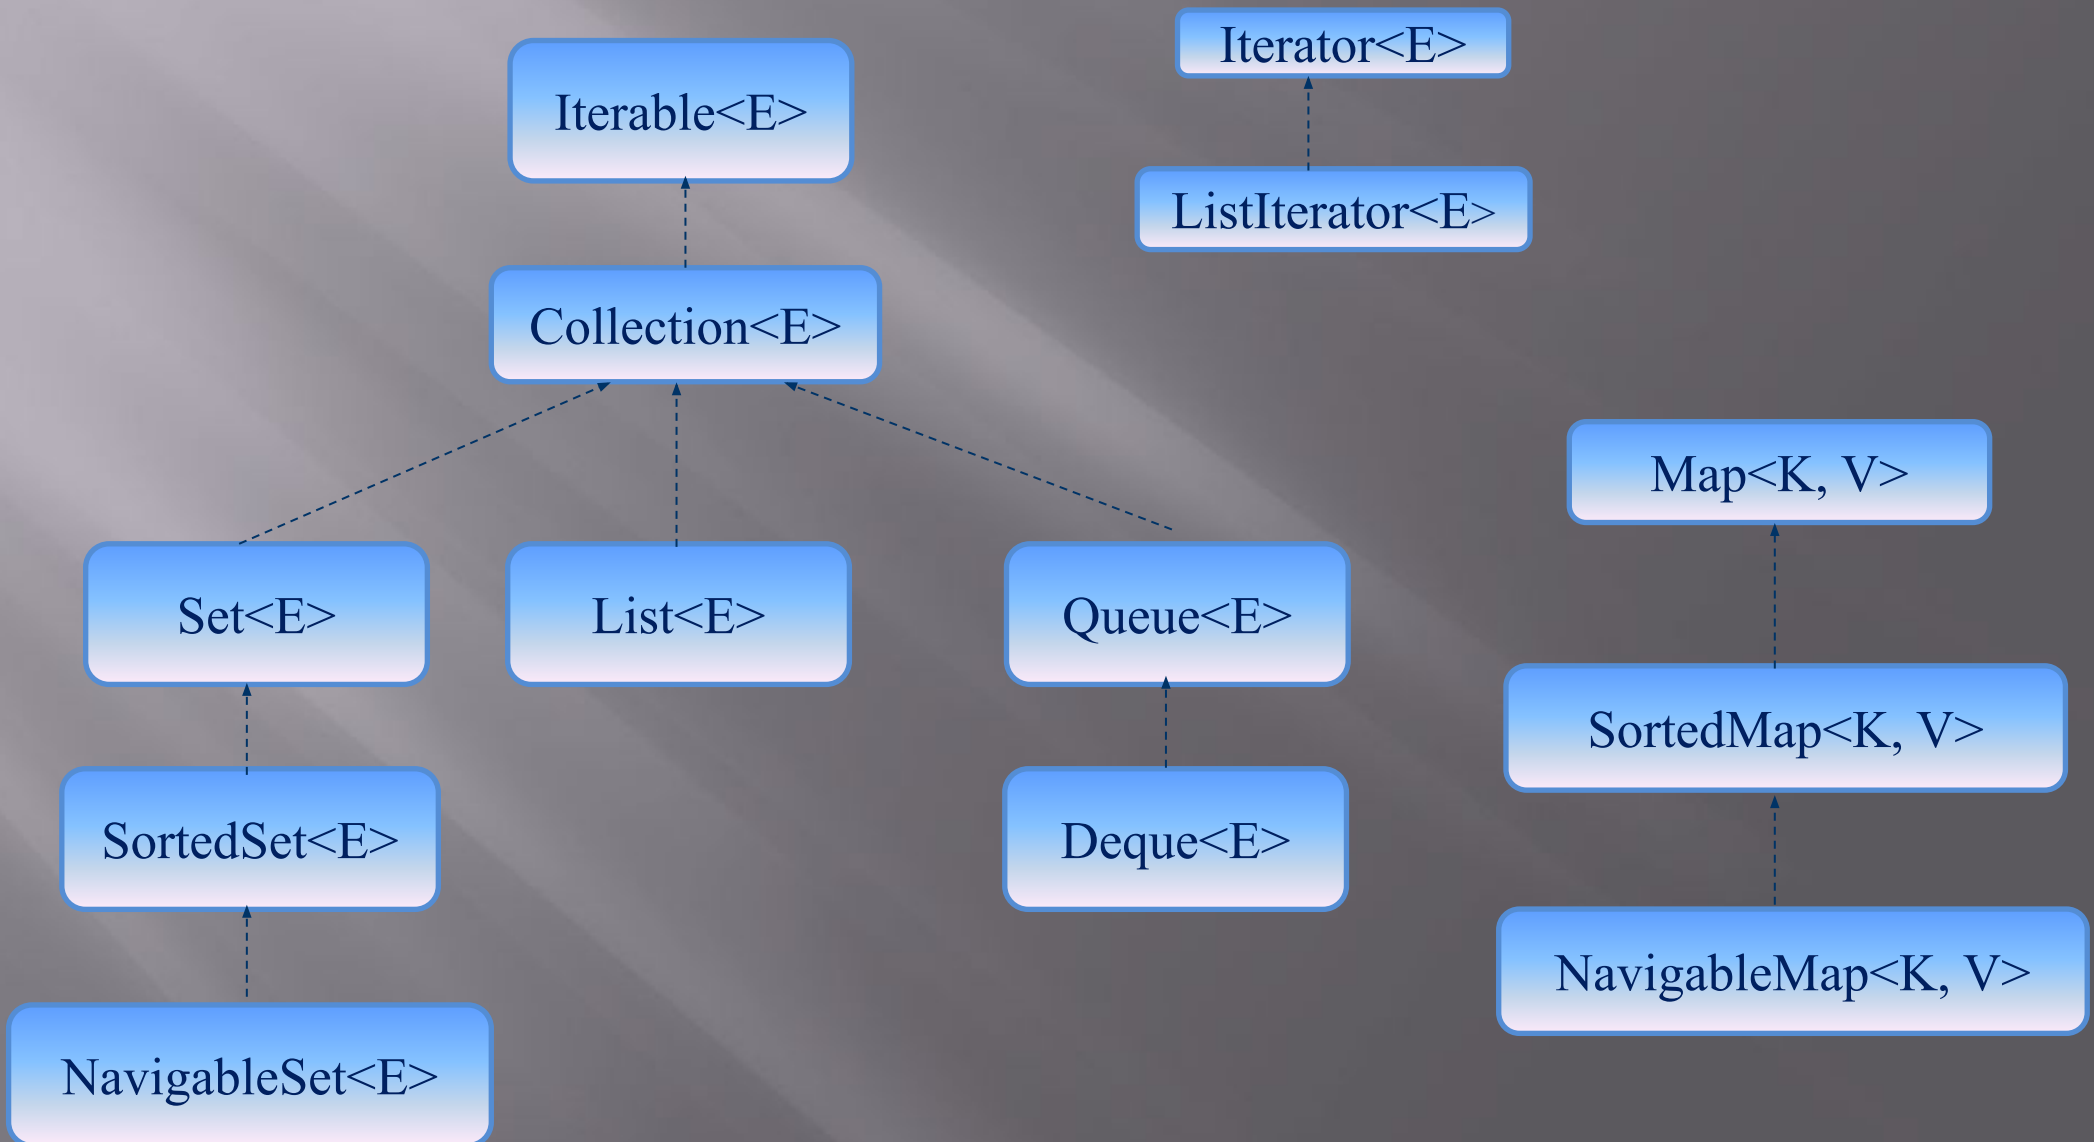 Iterator<E>
Iterable<E>
ListIterator<E>
Collection<E>
Map<K, V>
Set<E>
List<E>
Queue<E>
SortedMap<K, V>
SortedSet<E>
Deque<E>
NavigableMap<K, V>
NavigableSet<E>